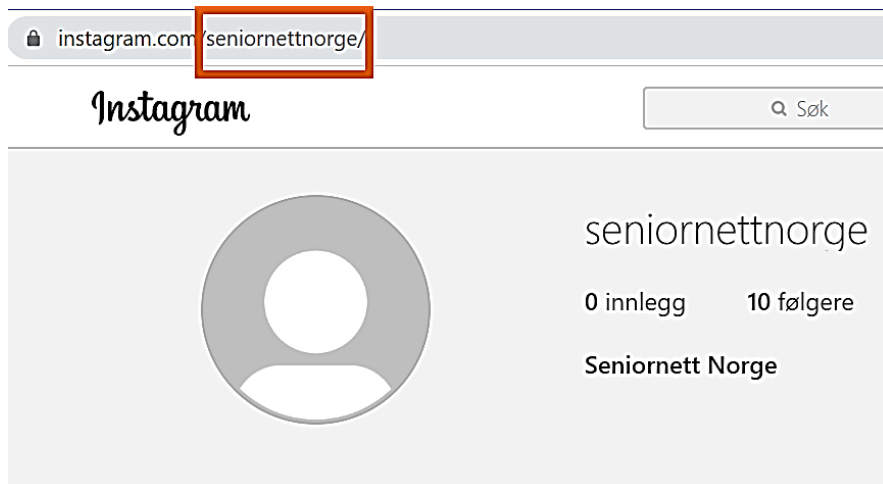 instagram.com/seniornettnorge/
Instagram
Søk
seniornettnorge
0 innlegg 10 følgere
Seniornett Norge